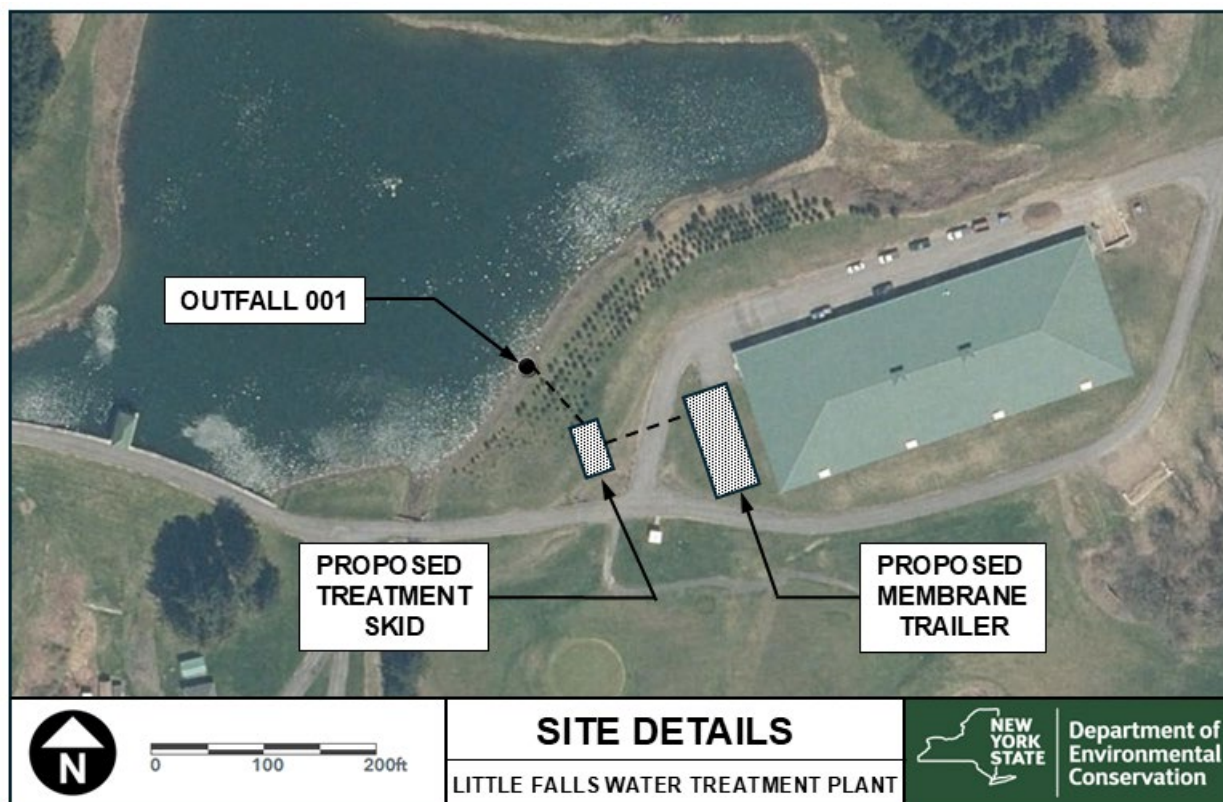 OUTFALL 001
PROPOSED
TREATMENT
SKID
PROPOSED
MEMBRANE
TRAILER
N
0 100 200ft
SITE DETAILS
LITTLE FALLS WATER TREATMENT PLANT
NEW
YORK
STATE
Department of
Environmental
Conservation